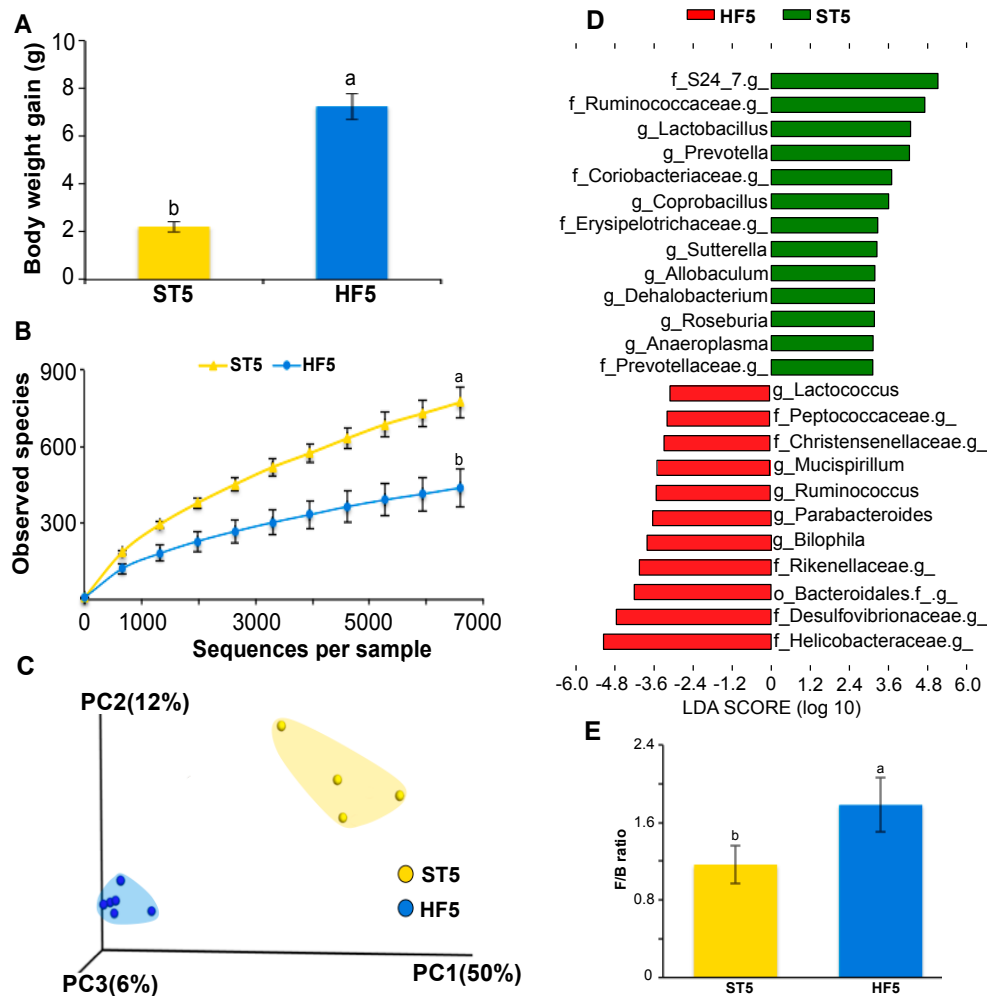 A
Body weight gain (g)
10
8
6
4
2
0
b
a
ST5
HF5
B
Observed species
900
600
300
ST5
HF5
a
b
0
1000
3000
5000
7000
Sequences per sample
C
PC2(12%)
ST5
HF5
PC3(6%)
PC1(50%)
D
HF5
ST5
f_S24_7.g_
f_Ruminococcaceae.g_
g_Lactobacillus
g_Prevotella
f_Coriobacteriaceae.g_
g_Coprobacillus
f_Erysipelotrichaceae.g_
g_Sutterella
g_Allobaculum
g_Dehalobacterium
g_Roseburia
g_Anaeroplasma
f_Prevotellaceae.g_
g_Lactococcus
f_Peptococcaceae.g_
f_Christensenellaceae.g_
g_Mucispirillum
g_Ruminococcus
g_Parabacteroides
g_Bilophila
f_Rikenellaceae.g_
o_Bacteroidales.f_.g_
f_Desulfovibrionaceae.g_
f_Helicobacteraceae.g_
-6.0 -4.8 -3.6 -2.4 -1.2 0 1.2 2.4 3.6 4.8 6.0
LDA SCORE (log 10)
E
F/B ratio
2.4
1.6
0.8
0
b
a
ST5
HF5